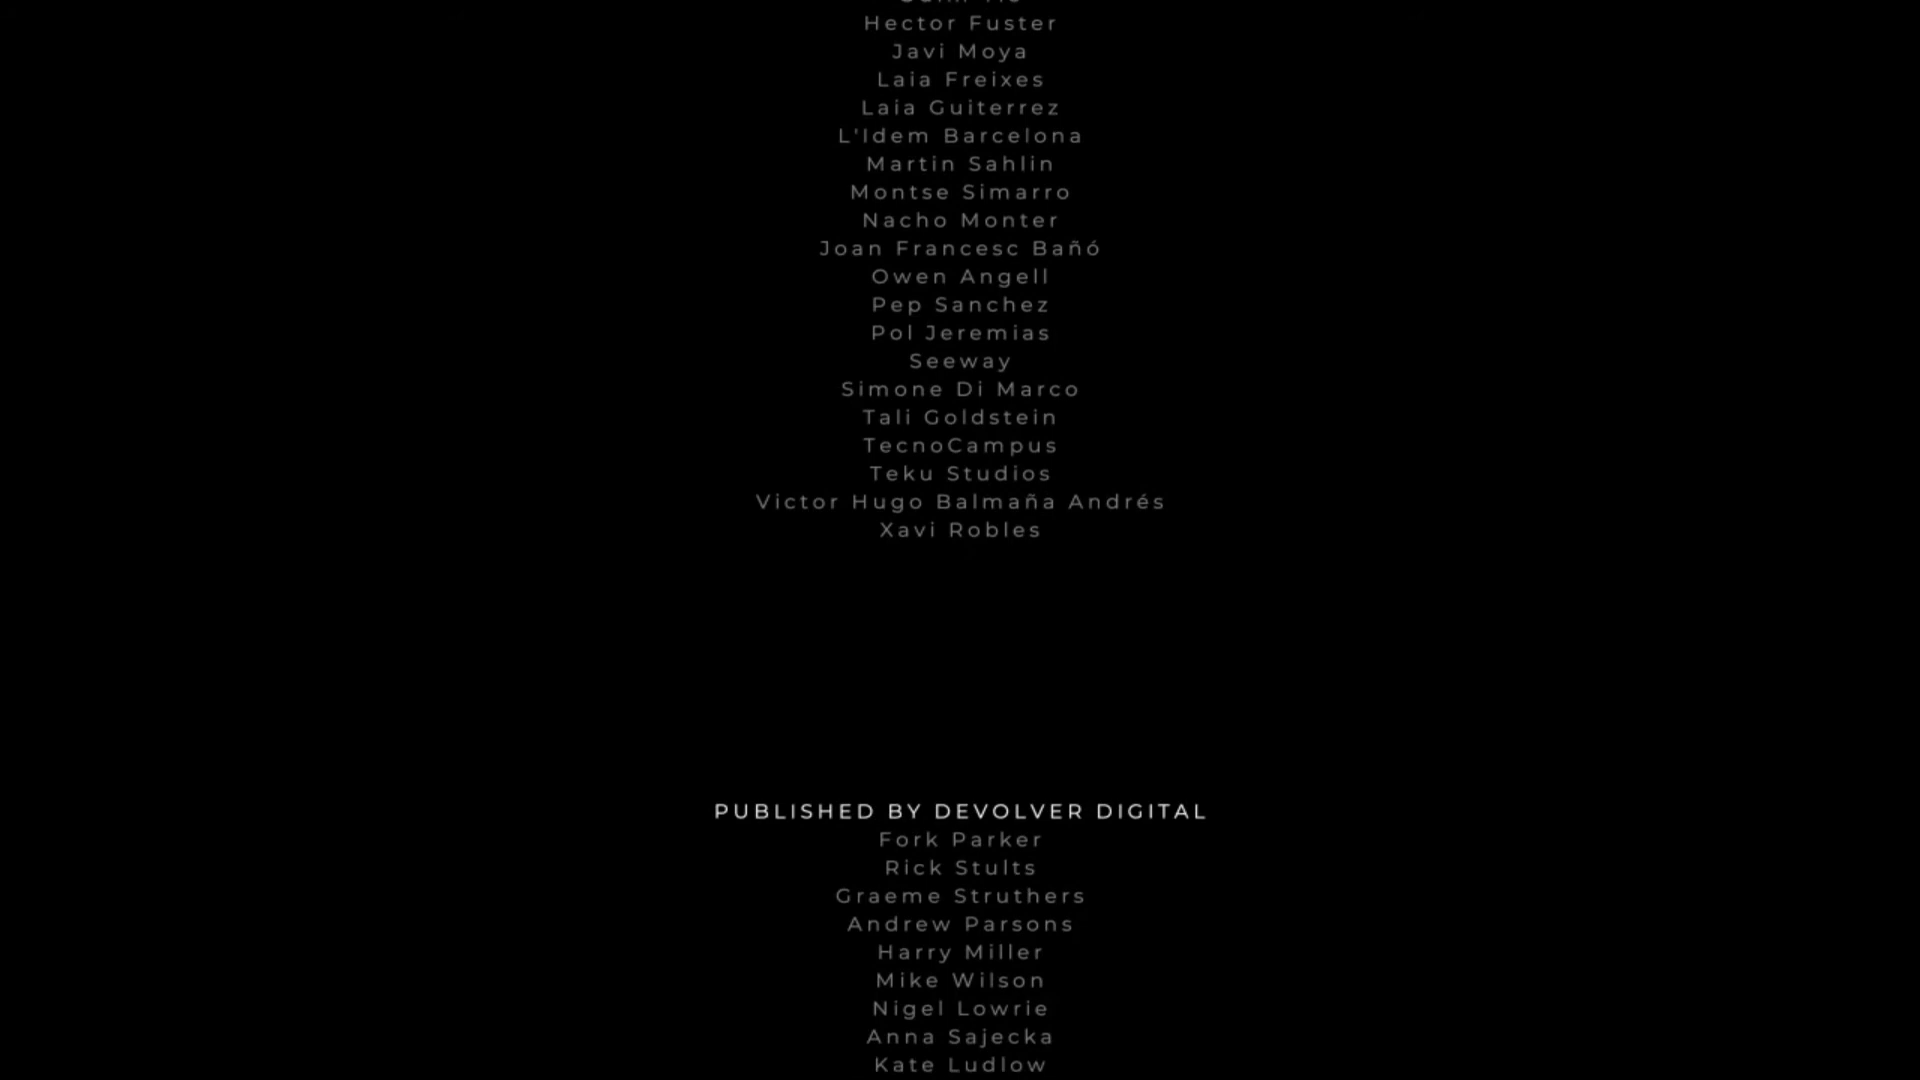 Hector Fuster
Javi Moya
Laia Freixes
Laia Guiterrez
L'Idem Barcelona
Martin Sahlin
Montse Simarro
Nacho Monter
Joan Francesc Bañó
Owen Angell
Pep Sanchez
Pol Jeremias
Seeway
Simone Di Marco
Tali Goldstein
TecnoCampus
Teku Studios
Victor Hugo Balmaña Andrés
Xavi Robles
PUBLISHED BY DEVOLVER DIGITAL
Fork Parker
Rick Stults
Graeme Struthers
Andrew Parsons
Harry Miller
Mike Wilson
Nigel Lowrie
Anna Sajecka
Kate Ludlow